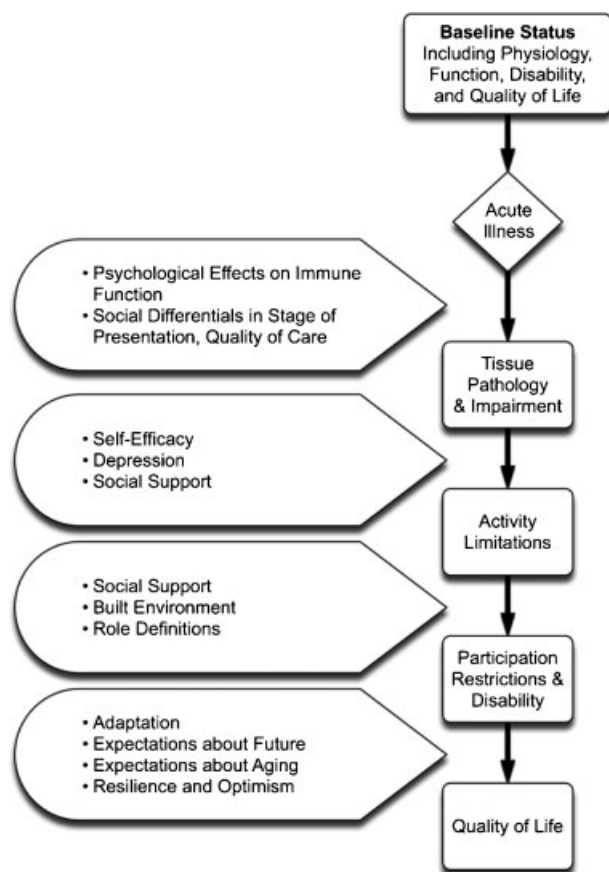 Baseline Status
Including Physiology,
Function, Disability,
and Quality of Life
Acute
Illness
• Psychological Effects on Immune
Function
• Social Differentials in Stage of
Presentation, Quality of Care
Tissue
Pathology
& Impairment
• Self-Efficacy
• Depression
• Social Support
Activity
Limitations
• Social Support
• Built Environment
• Role Definitions
Participation
Restrictions &
Disability
• Adaptation
• Expectations about Future
• Expectations about Aging
• Resilience and Optimism
Quality of Life